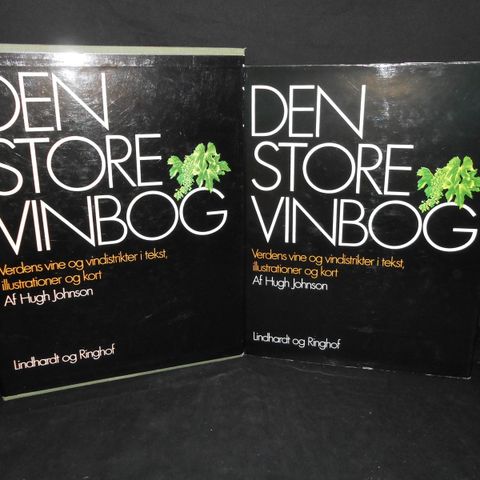 DEN
STORE
VINBOG
Verdens vine og vindistrikter i tekst,
illustrationer og kort
Af Hugh Johnson
Lindhardt og Ringhof
DEN
STORE
VINBOG
Verdens vine og vindistrikter i tekst,
illustrationer og kort
Af Hugh Johnson
Lindhardt og Ringhof